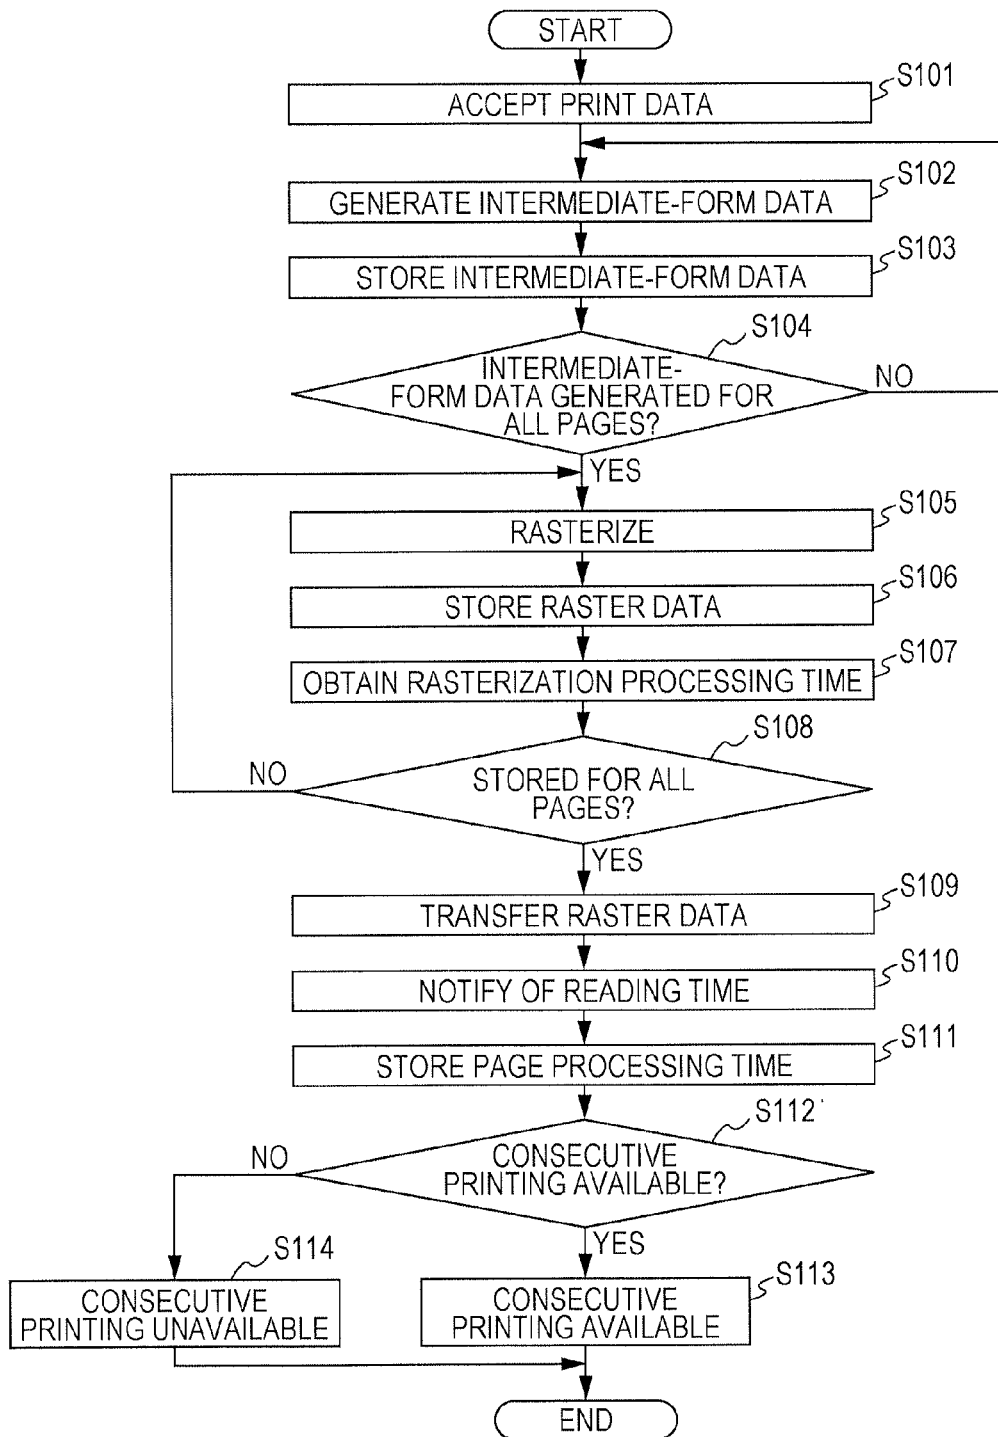 START
S101
ACCEPT PRINT DATA
S102
GENERATE INTERMEDIATE-FORM DATA
S103
STORE INTERMEDIATE-FORM DATA
S104
INTERMEDIATE-
FORM DATA GENERATED FOR
ALL PAGES?
NO
YES
S105
RASTERIZE
S106
STORE RASTER DATA
S107
OBTAIN RASTERIZATION PROCESSING TIME
S108
NO
STORED FOR ALL
PAGES?
YES
S109
TRANSFER RASTER DATA
S110
NOTIFY OF READING TIME
S111
STORE PAGE PROCESSING TIME
S112
NO
CONSECUTIVE
PRINTING AVAILABLE?
YES
S114
CONSECUTIVE
PRINTING UNAVAILABLE
S113
CONSECUTIVE
PRINTING AVAILABLE
END